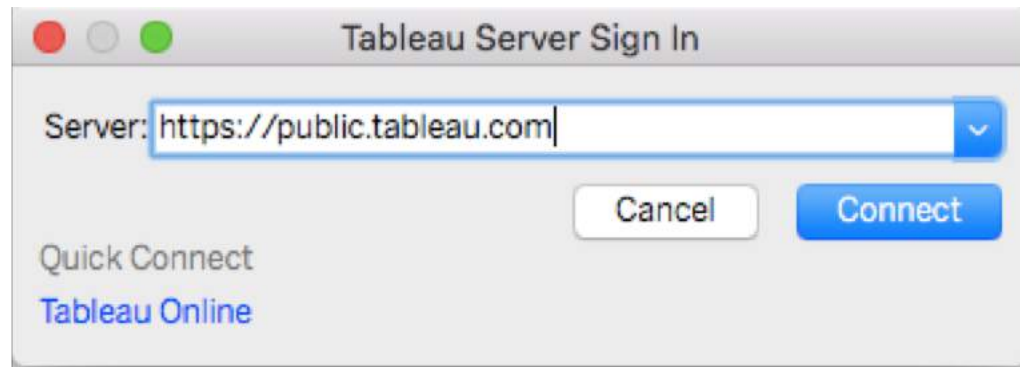 Tableau Server Sign In
Server: https://public.tableau.com
Cancel Connect
Quick Connect
Tableau Online